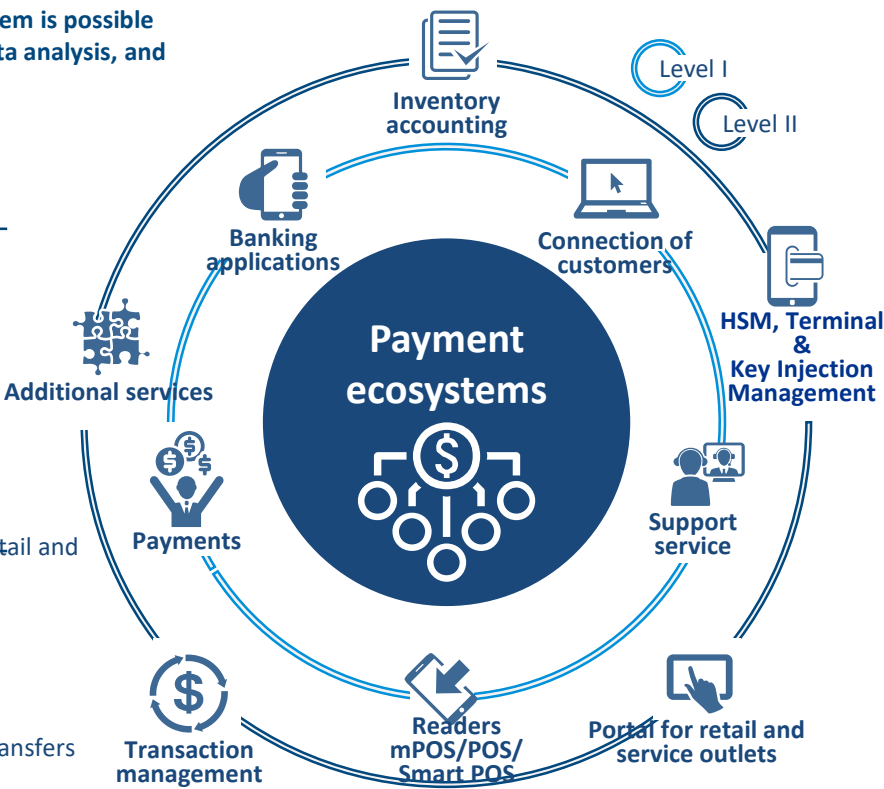 em is possible
ta analysis, and
Level I
Level II
Inventory
accounting
Banking
applications
Connection of
customers
HSM, Terminal
&
Key Injection
Management
Payment
ecosystems
$
Additional services
$
$
$
Payments
Support
service
tail and
$
Transaction
management
Readers
mPOS/POS/
Smart POS
Portal for retail and
service outlets
ansfers